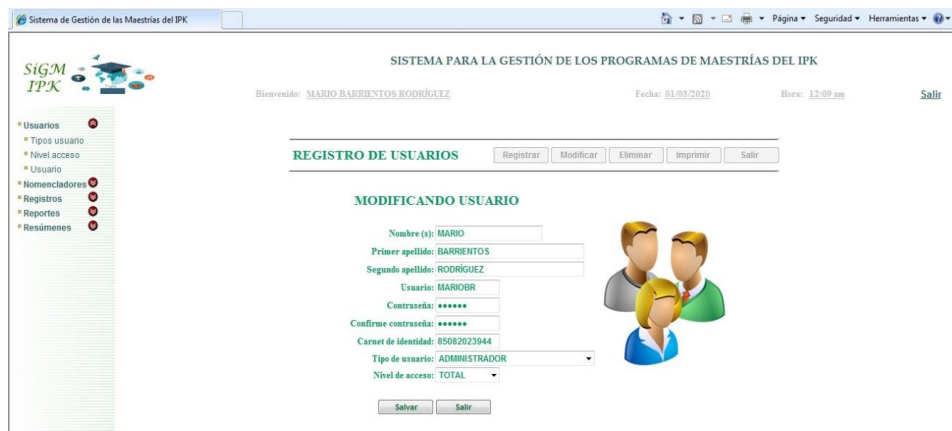 Sistema de Gestión de las Maestrías del IPK
Página Seguridad Herramientas
SiGM
IPK
SISTEMA PARA LA GESTIÓN DE LOS PROGRAMAS DE MAESTRÍAS DEL IPK
Bienvenido: MARIO BARRIENTOS RODRÍGUEZ Fecha: 01/03/2020 Hora: 12:09 am Salir
Usuarios
Tipos usuario
Nivel acceso
Usuario
Nomencladores
Registros
Reportes
Resúmenes
REGISTRO DE USUARIOS Registrar Modificar Eliminar Imprimir Salir
MODIFICANDO USUARIO
Nombre (s): MARIO
Primer apellido: BARRIENTOS
Segundo apellido: RODRÍGUEZ
Usuario: MARIOBR
Contraseña: ••••••
Confirme contraseña: ••••••
Carnet de identidad: 85082023944
Tipo de usuario: ADMINISTRADOR
Nivel de acceso: TOTAL
Salvar Salir